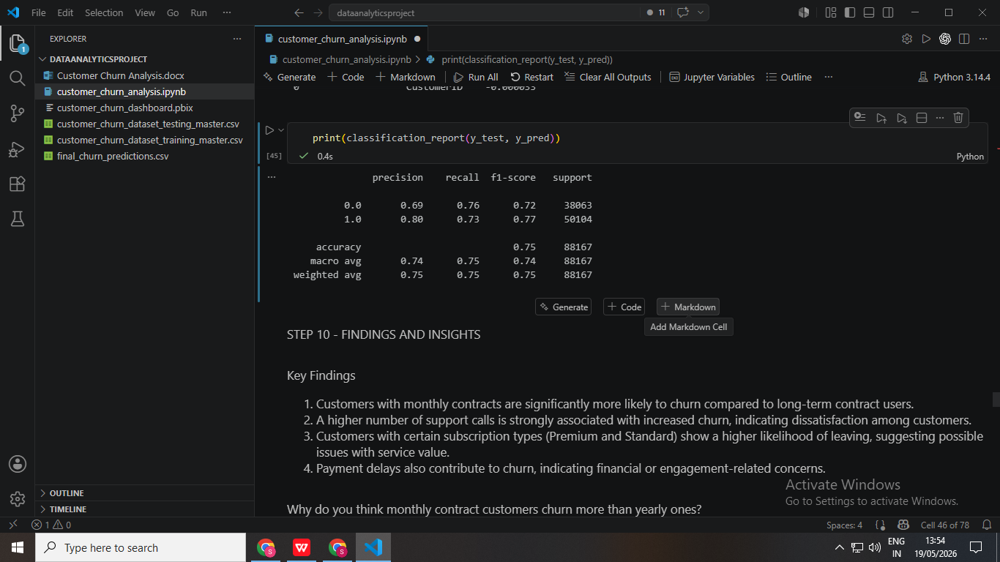 File Edit Selection View Go Run ···
dataanalyticsproject
11
EXPLORER
DATAANALYTICSPROJECT
Customer Churn Analysis.docx
customer_churn_analysis.ipynb
customer_churn_dashboard.pbix
customer_churn_dataset_testing_master.csv
customer_churn_dataset_training_master.csv
final_churn_predictions.csv
OUTLINE
TIMELINE
1
customer_churn_analysis.ipynb
customer_churn_analysis.ipynb > print(classification_report(y_test, y_pred))
Generate + Code + Markdown Run All Restart Clear All Outputs Jupyter Variables Outline ··· Python 3.14.4
0 CustomerID -0.000033
print(classification_report(y_test, y_pred))
[45] 0.4s Python
precision recall f1-score support
0.0 0.69 0.76 0.72 38063
1.0 0.80 0.73 0.77 50104
accuracy 0.75 88167
macro avg 0.74 0.75 0.74 88167
weighted avg 0.75 0.75 0.75 88167
Generate + Code + Markdown
Add Markdown Cell
STEP 10 - FINDINGS AND INSIGHTS
Key Findings
1. Customers with monthly contracts are significantly more likely to churn compared to long-term contract users.
2. A higher number of support calls is strongly associated with increased churn, indicating dissatisfaction among customers.
3. Customers with certain subscription types (Premium and Standard) show a higher likelihood of leaving, suggesting possible
issues with service value.
4. Payment delays also contribute to churn, indicating financial or engagement-related concerns.
Why do you think monthly contract customers churn more than yearly ones?
Activate Windows
Go to Settings to activate Windows.
1 0
Spaces: 4 {} Cell 46 of 78
Type here to search
S
W
S
ENG
IN
13:54
19/05/2026